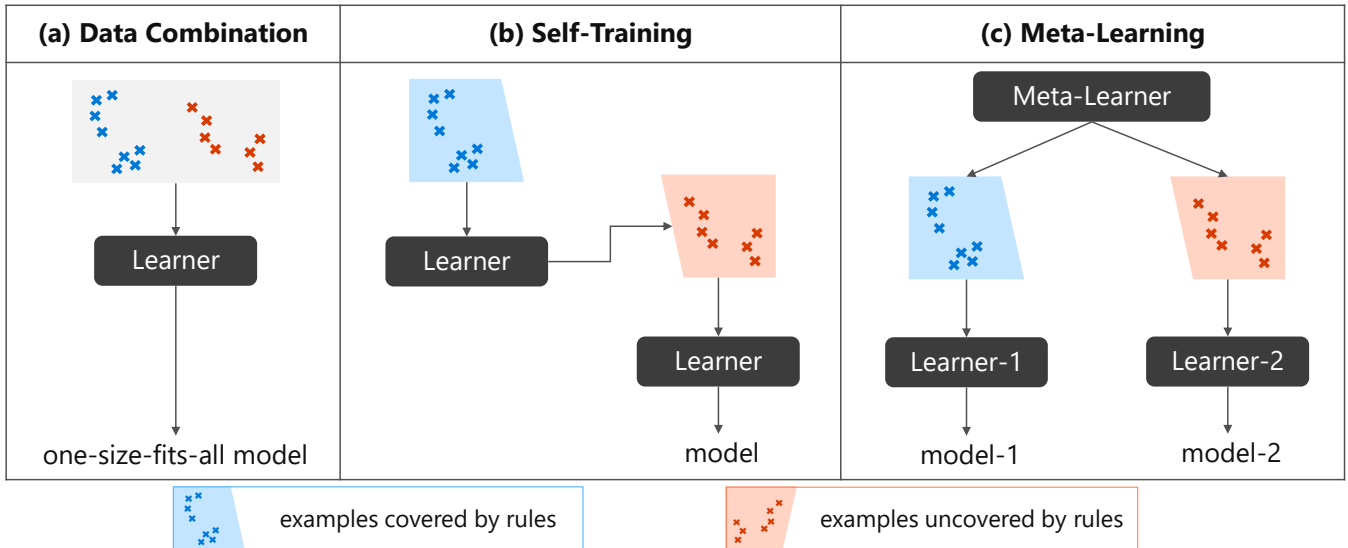 (a) Data Combination
(b) Self-Training
(c) Meta-Learning
Learner
one-size-fits-all model
Learner
Learner
model
Meta-Learner
Learner-1
Learner-2
model-1
model-2
examples covered by rules
examples uncovered by rules